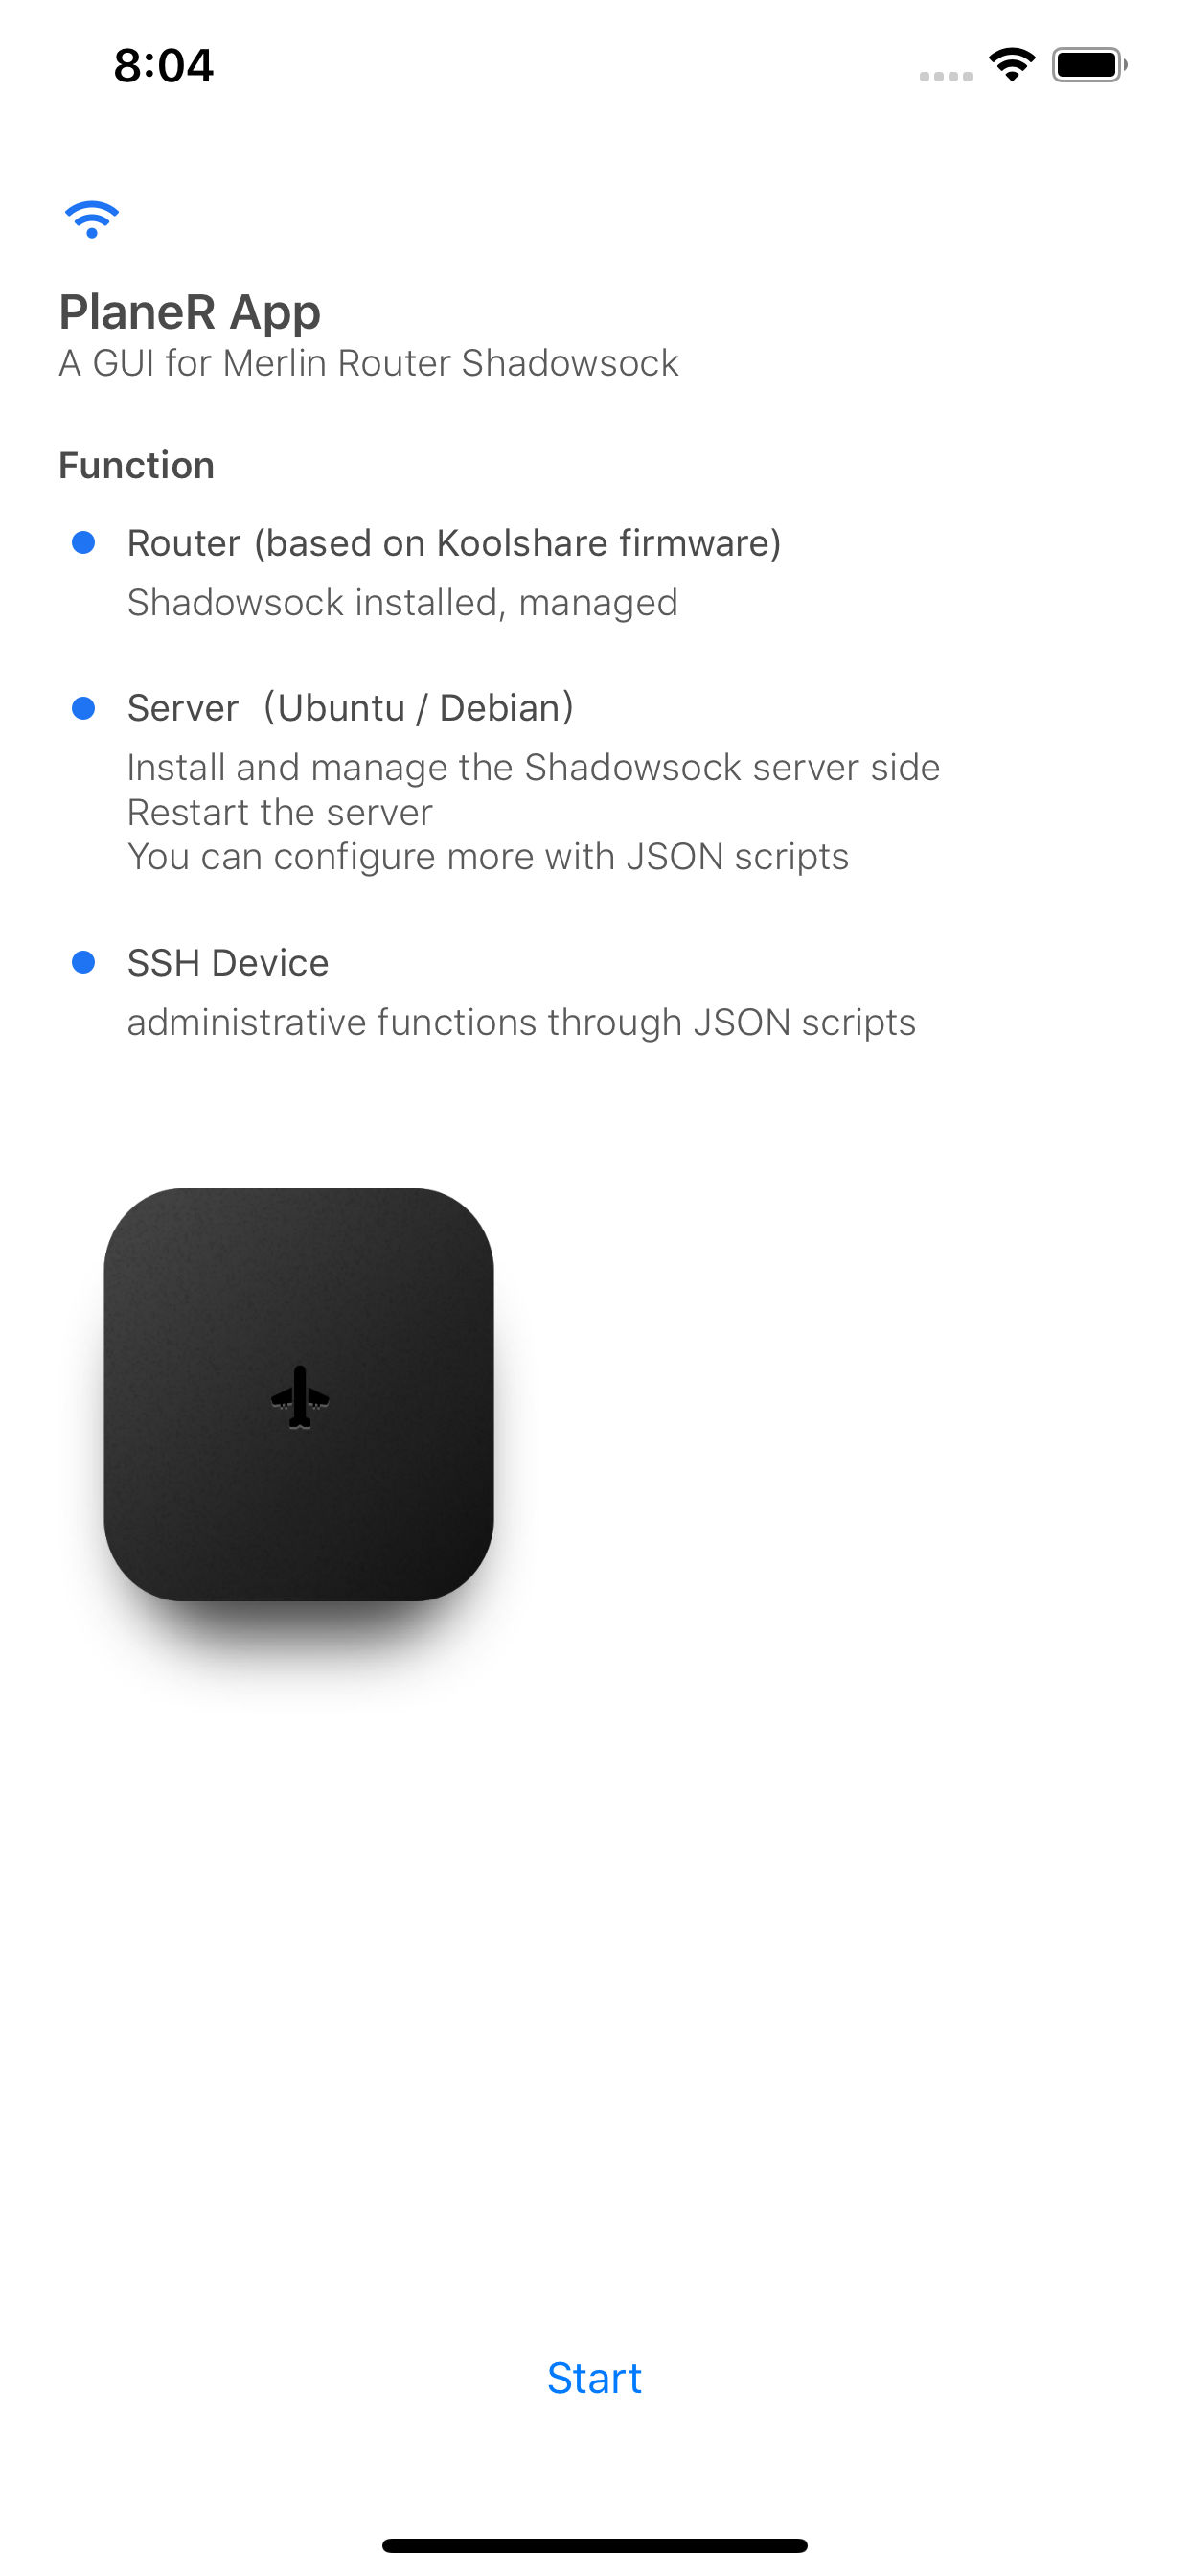 8:04
PlaneR App
A GUI for Merlin Router Shadowsock
Function
Router (based on Koolshare firmware)
Shadowsock installed, managed
Server（Ubuntu / Debian）
Install and manage the Shadowsock server side
Restart the server
You can configure more with JSON scripts
SSH Device
administrative functions through JSON scripts
Start